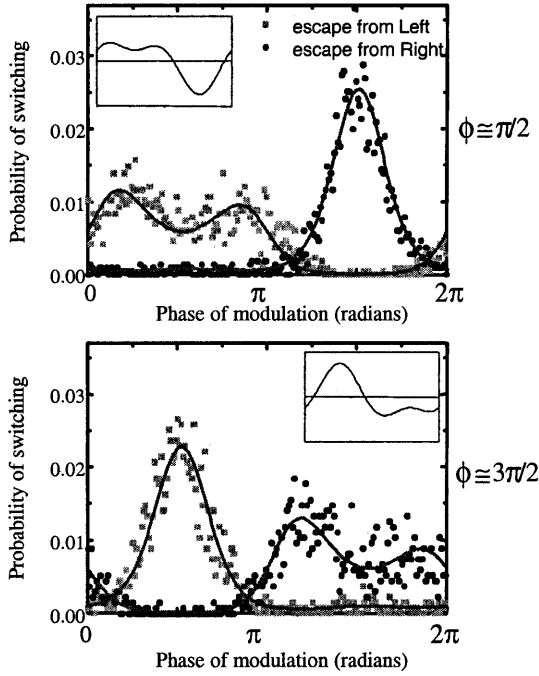 escape from Left
escape from Right
0.03
0.02
0.01
0.00
Probability of switching
0
π
2π
Phase of modulation (radians)
ϕ≅π/2
0.03
0.02
0.01
0.00
Probability of switching
0
π
2π
Phase of modulation (radians)
ϕ≅3π/2